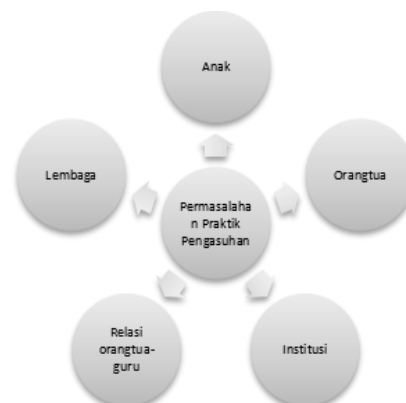 Anak
Lembaga
Orangtua
Permasalaha
n Praktik
Pengasuhan
Relasi
orangtua-
guru
Institusi